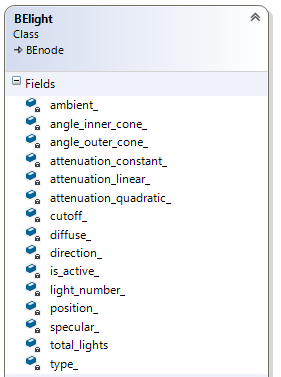 BElight
Class
BEnode
Fields
ambient_
angle_inner_cone_
angle_outer_cone_
attenuation_constant_
attenuation_linear_
attenuation_quadratic_
cutoff_
diffuse_
direction_
is_active_
light_number_
position_
specular_
total_lights
type_